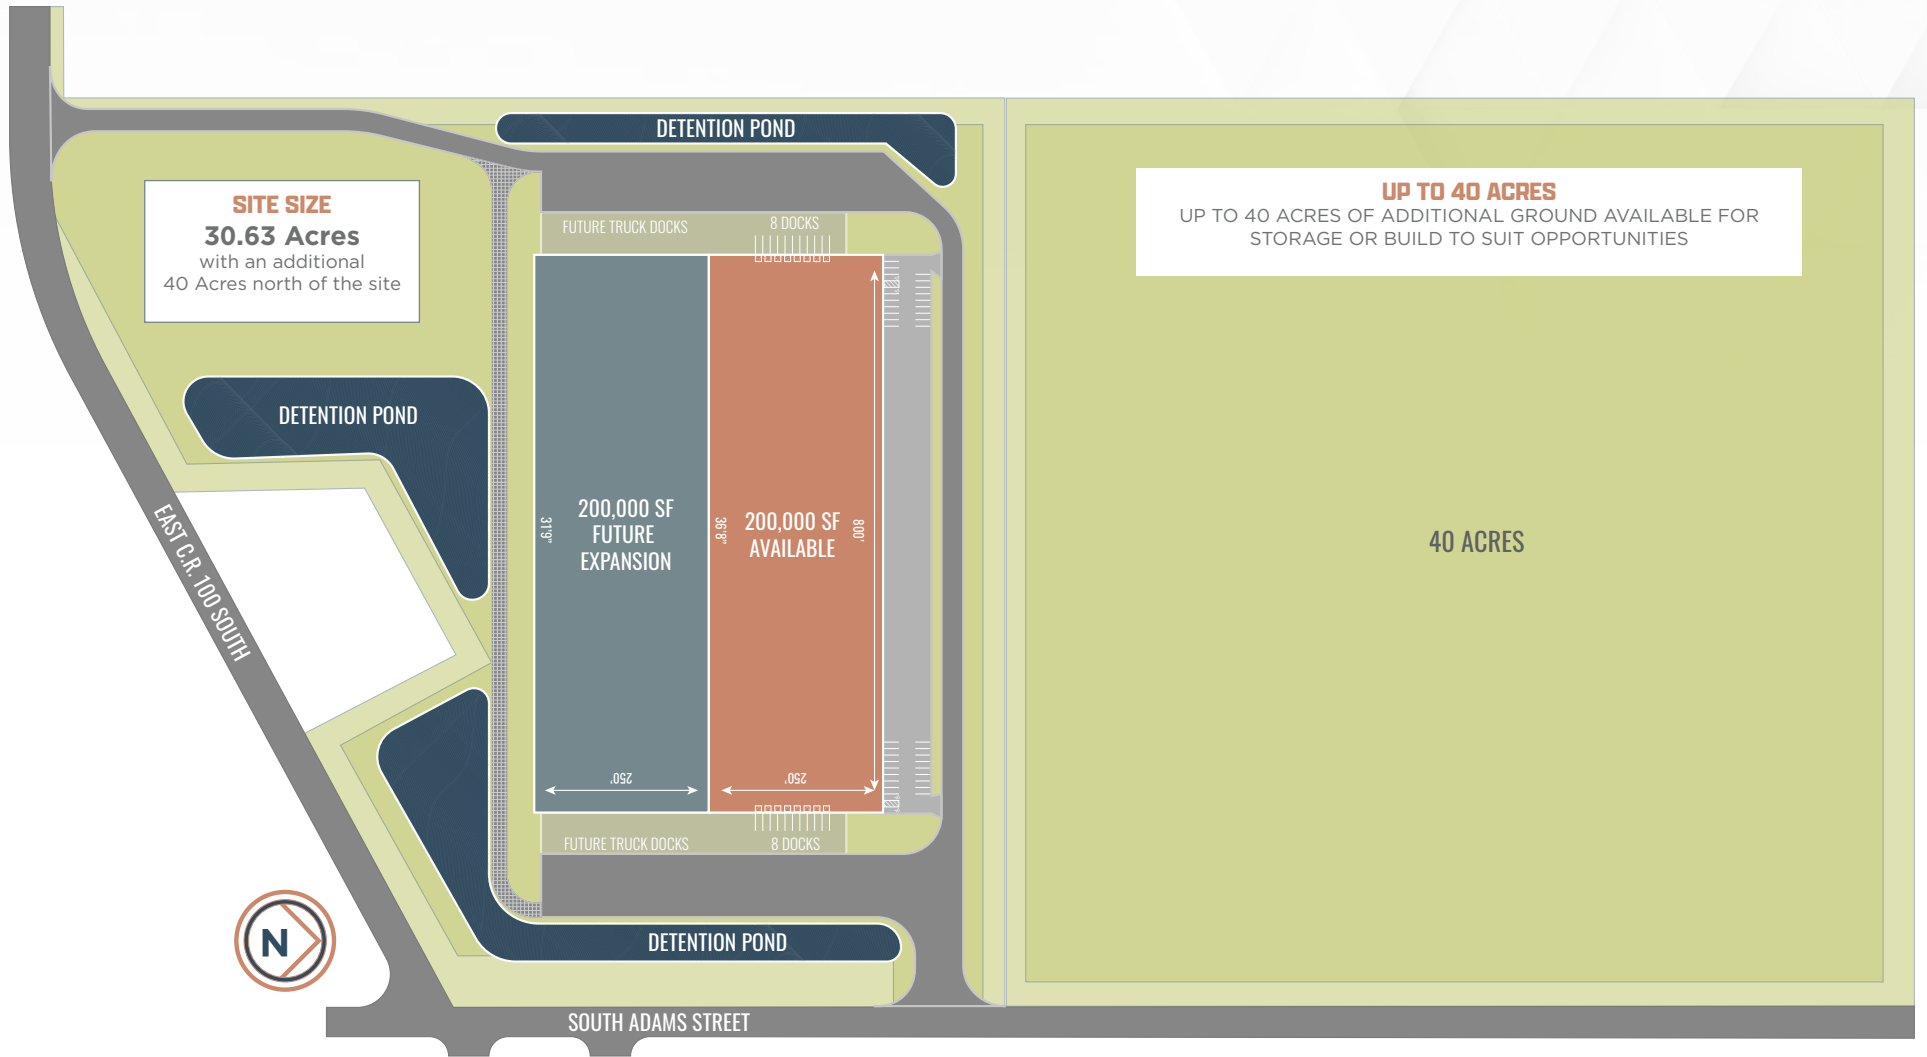 DETENTION POND
SITE SIZE
30.63 Acres
with an additional
40 Acres north of the site
UP TO 40 ACRES
UP TO 40 ACRES OF ADDITIONAL GROUND AVAILABLE FOR
STORAGE OR BUILD TO SUIT OPPORTUNITIES
FUTURE TRUCK DOCKS
8 DOCKS
DETENTION POND
EAST C.R. 100 SOUTH
31'9"
200,000 SF
FUTURE
EXPANSION
36'8"
200,000 SF
AVAILABLE
800'
40 ACRES
250'
250'
FUTURE TRUCK DOCKS
8 DOCKS
N
DETENTION POND
SOUTH ADAMS STREET